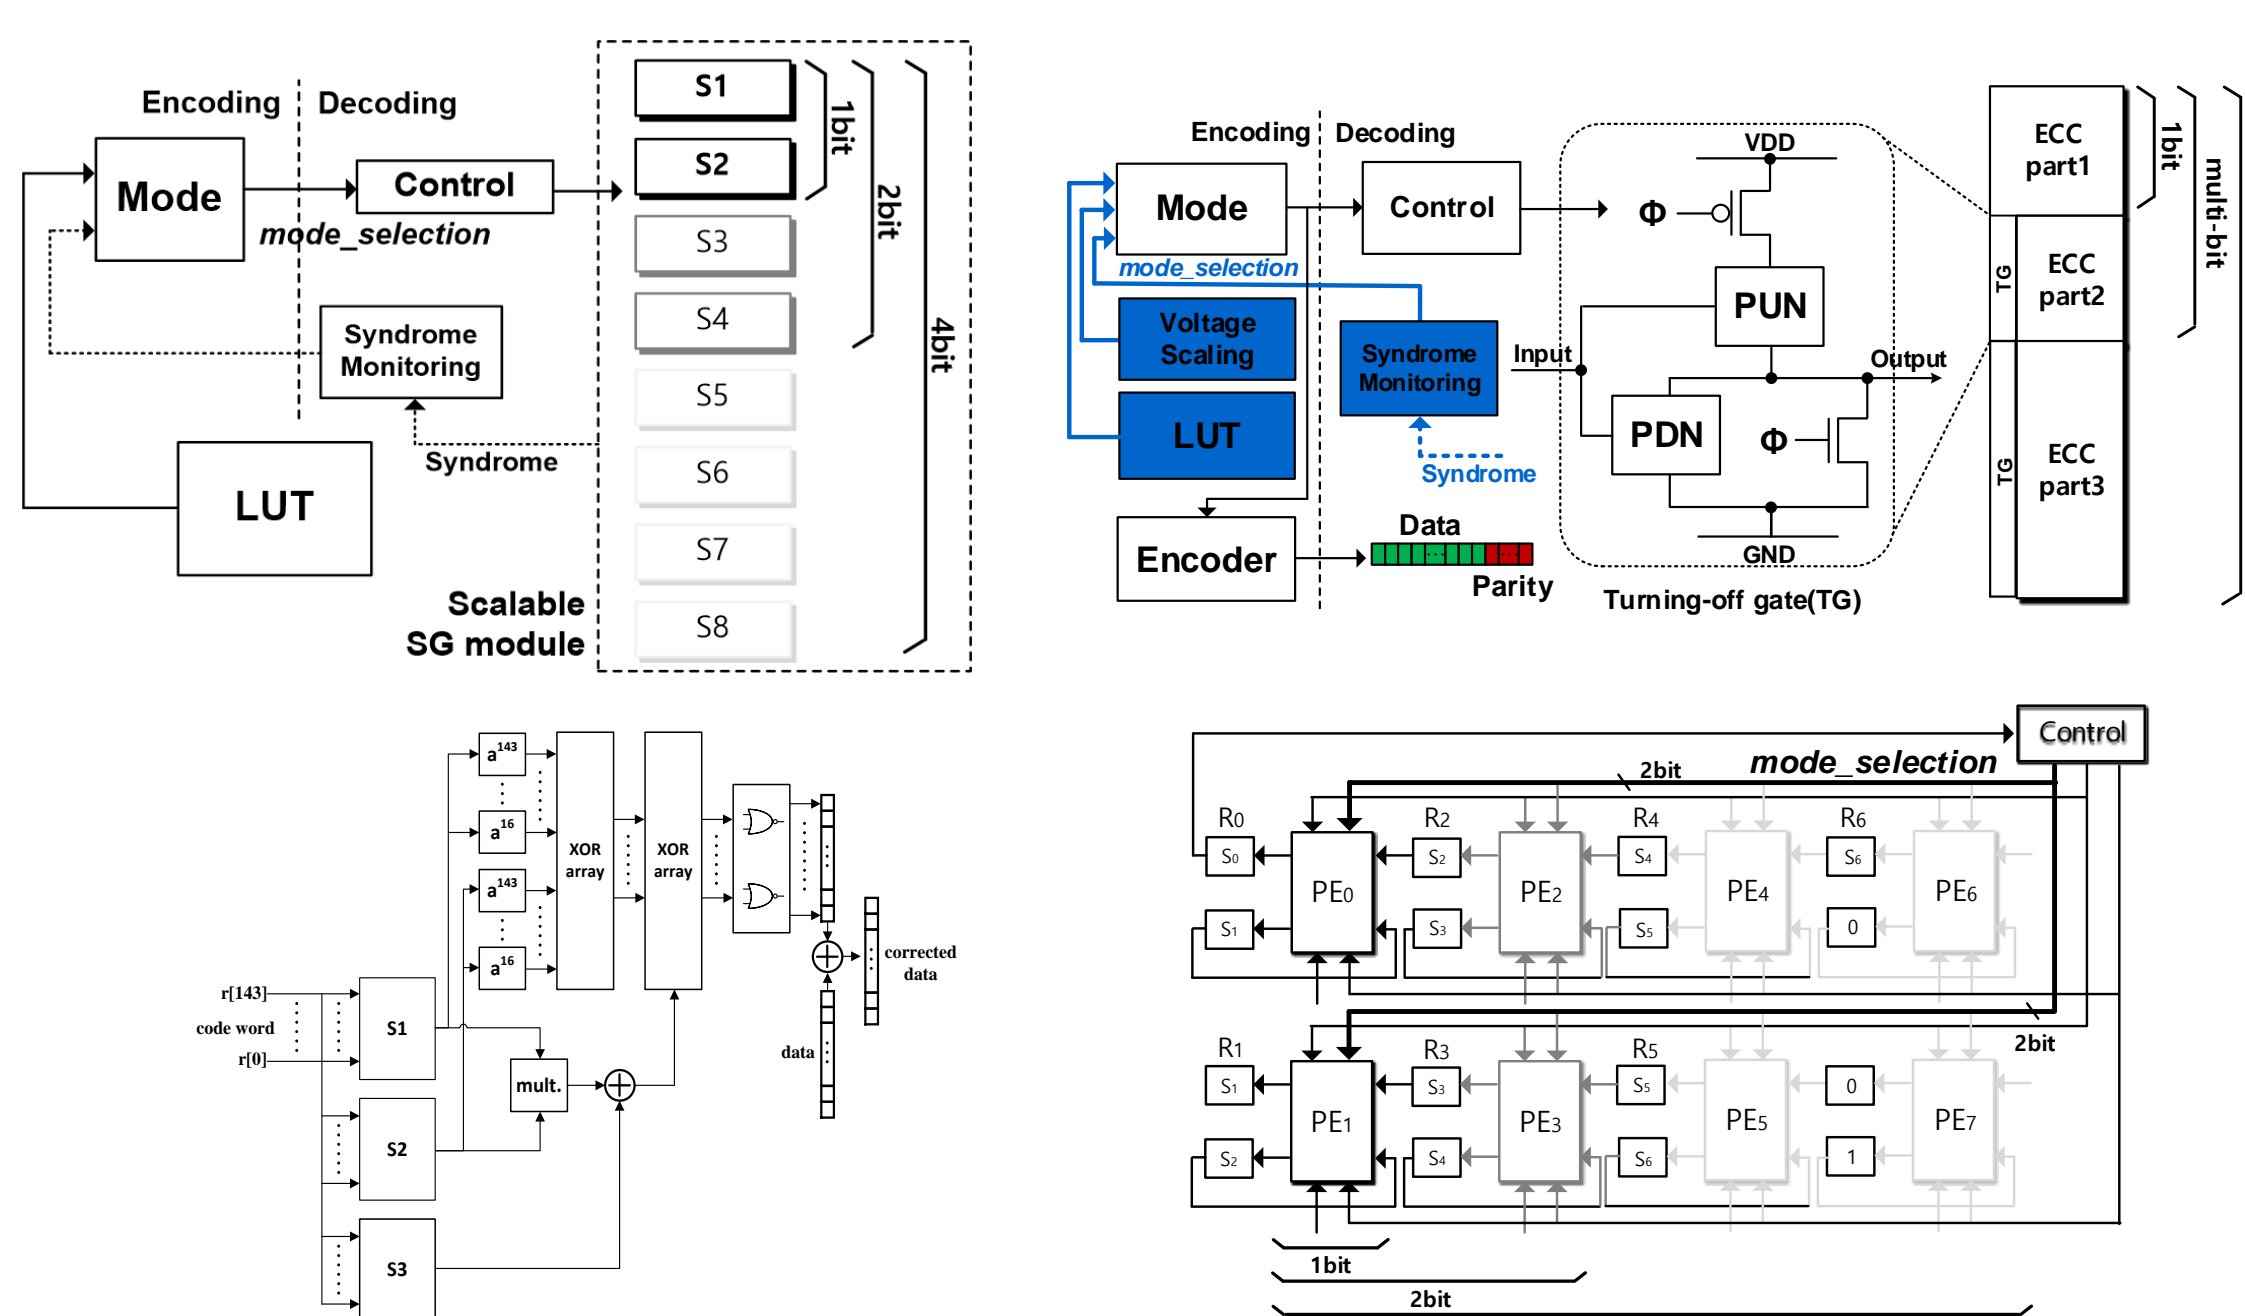 Encoding
Decoding
Mode
Control
mode_selection
Syndrome
Monitoring
Syndrome
LUT
Scalable
SG module
S1
S2
S3
S4
S5
S6
S7
S8
1bit
2bit
4bit
Encoding
Decoding
Mode
Control
mode_selection
Voltage
Scaling
LUT
Syndrome
Monitoring
Syndrome
Encoder
Data
Parity
VDD
Φ
PUN
Input
Output
PDN
Φ
GND
Turning-off gate(TG)
ECC
part1
TG
ECC
part2
TG
ECC
part3
1bit
multi-bit
a¹⁴³
a¹⁶
a¹⁴³
a¹⁶
XOR
array
XOR
array
corrected
data
data
r[143]
code word
r[0]
S1
S2
S3
mult.
Control
mode_selection
2bit
R0
R2
R4
R6
S0
S2
S4
S6
PE0
PE2
PE4
PE6
S1
S3
S5
0
2bit
R1
R3
R5
S1
S3
S5
0
PE1
PE3
PE5
PE7
S2
S4
S6
1
1bit
2bit